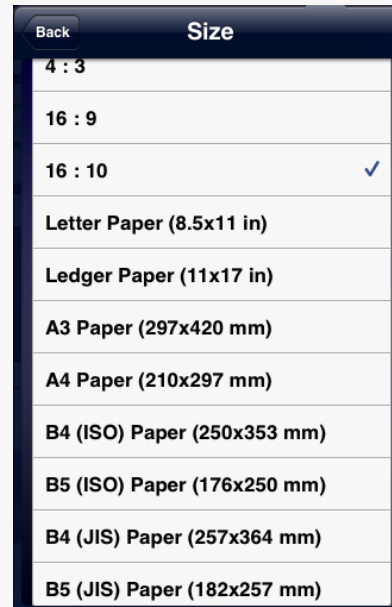 Back
Size
4 : 3
16 : 9
16 : 10
Letter Paper (8.5x11 in)
Ledger Paper (11x17 in)
A3 Paper (297x420 mm)
A4 Paper (210x297 mm)
B4 (ISO) Paper (250x353 mm)
B5 (ISO) Paper (176x250 mm)
B4 (JIS) Paper (257x364 mm)
B5 (JIS) Paper (182x257 mm)